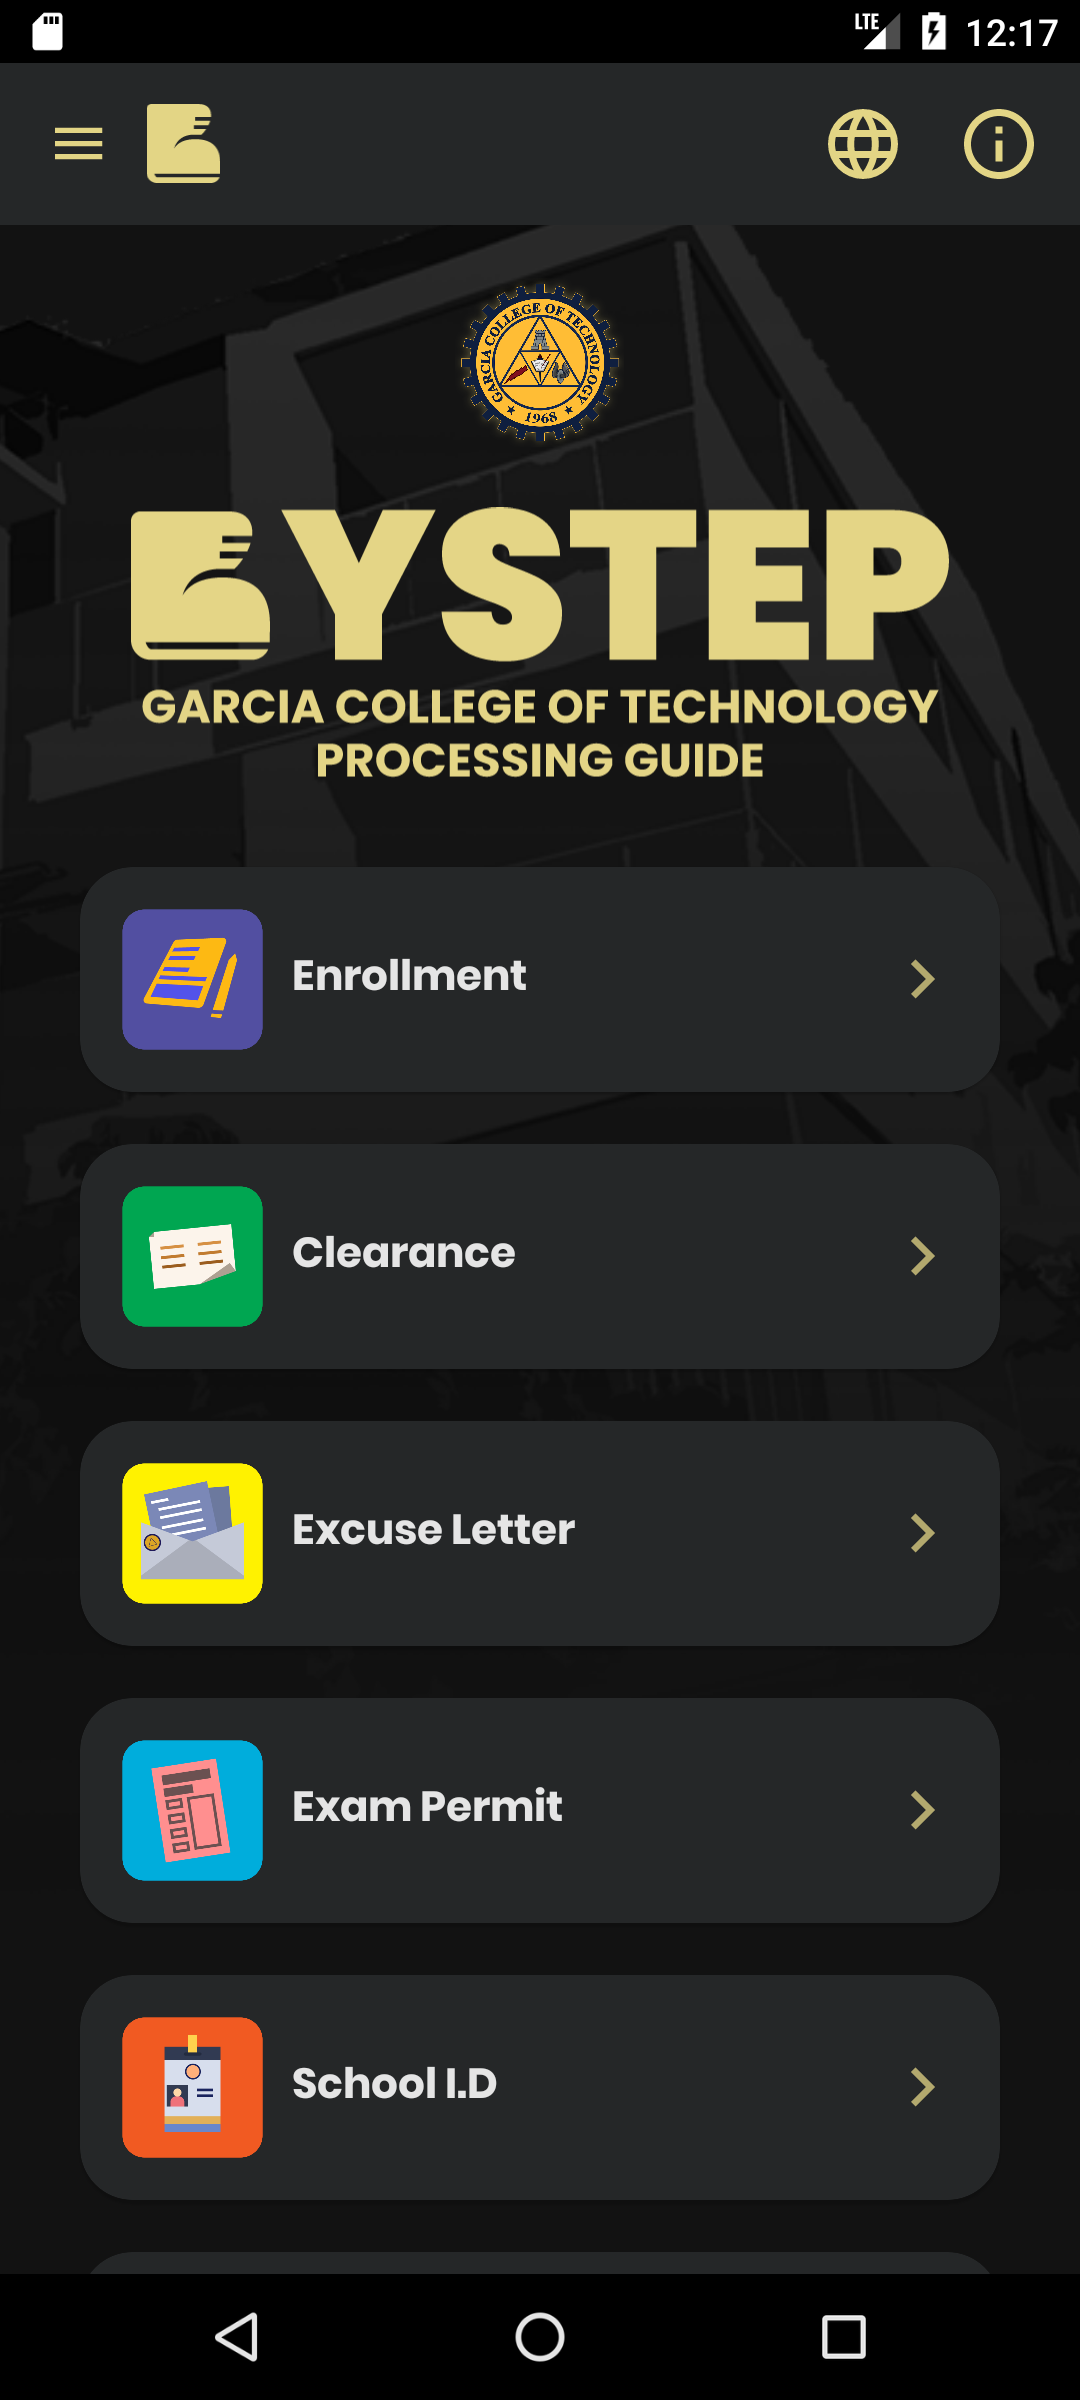 LTE 12:17
GARCIA COLLEGE OF TECHNOLOGY
1968
BYSTEP
GARCIA COLLEGE OF TECHNOLOGY
PROCESSING GUIDE
Enrollment
Clearance
Excuse Letter
Exam Permit
School I.D